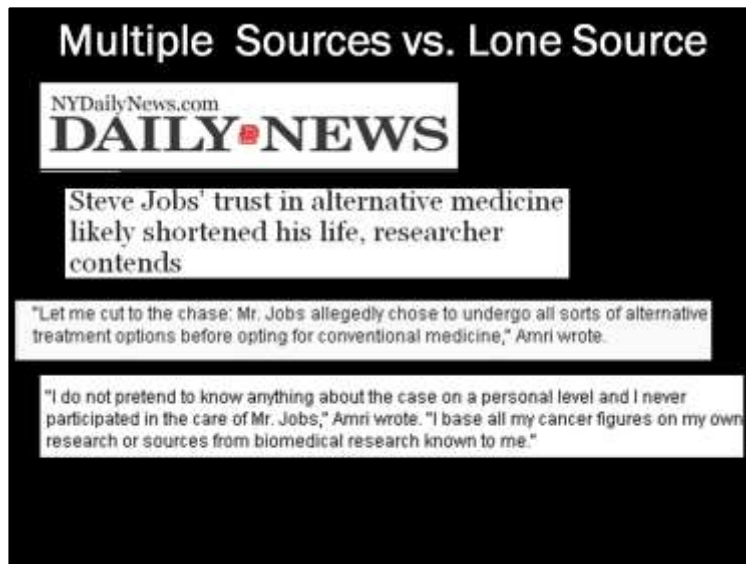 Multiple Sources vs. Lone Source
NYDailyNews.com
DAILY NEWS
Steve Jobs' trust in alternative medicine
likely shortened his life, researcher
contends
"Let me cut to the chase: Mr. Jobs allegedly chose to undergo all sorts of alternative
treatment options before opting for conventional medicine," Amri wrote.
"I do not pretend to know anything about the case on a personal level and I never
participated in the care of Mr. Jobs," Amri wrote. "I base all my cancer figures on my own
research or sources from biomedical research known to me."